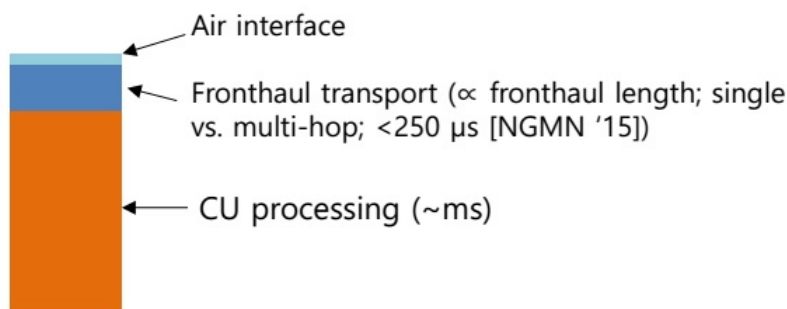 Air interface
Fronthaul transport (∝ fronthaul length; single
vs. multi-hop; <250 μs [NGMN ‘15])
CU processing (~ms)